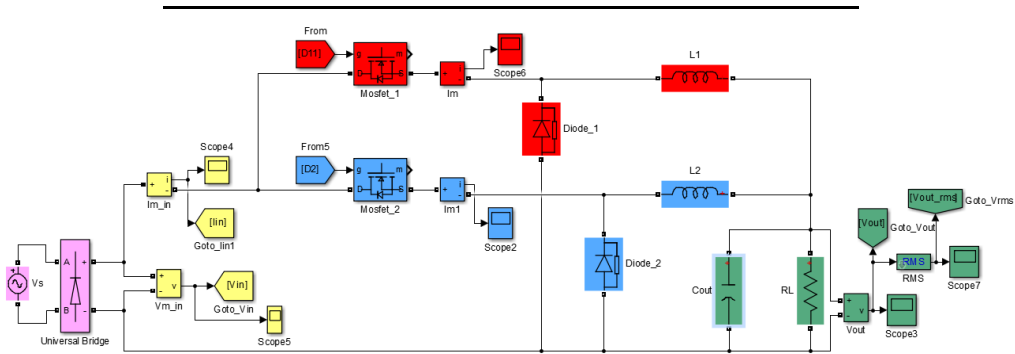 From
[D11]
g
m
D
S
Mosfet_1
+
i
-
Im
Scope6
L1
Diode_1
From5
[D2]
g
m
D
S
Mosfet_2
+
i
-
Im1
Scope2
L2
Diode_2
Scope4
+
i
-
Im_in
[Iin]
Goto_Iin1
+
Vs
A
+
B
-
Universal Bridge
+
-
v
Vm_in
[Vin]
Goto_Vin
Scope5
Cout
RL
+
-
v
Vout
[Vout]
Goto_Vout
[Vout_rms]
Goto_Vrms
RMS
RMS
Scope7
Scope3